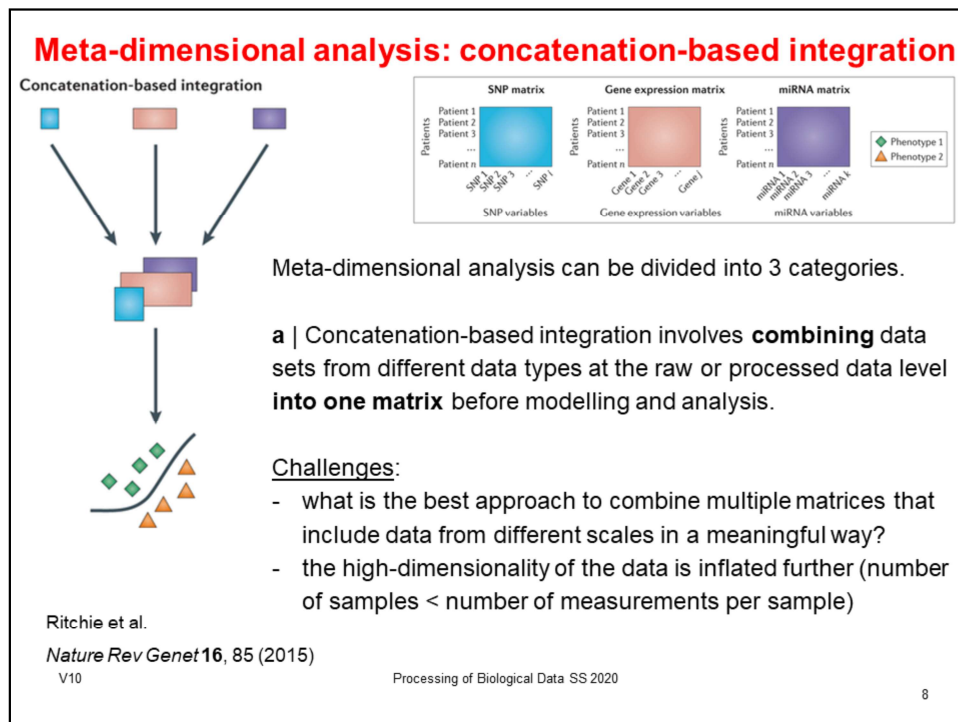 Meta-dimensional analysis: concatenation-based integration
Concatenation-based integration
SNP matrix
Gene expression matrix
miRNA matrix
Patients
Patient 1
Patient 2
Patient 3
...
Patient n
SNP 1
SNP 2
SNP 3
...
SNP i
SNP variables
Patients
Patient 1
Patient 2
Patient 3
...
Patient n
Gene 1
Gene 2
Gene 3
...
Gene j
Gene expression variables
Patients
Patient 1
Patient 2
Patient 3
...
Patient n
miRNA 1
miRNA 2
miRNA 3
...
miRNA k
miRNA variables
Phenotype 1
Phenotype 2
Meta-dimensional analysis can be divided into 3 categories.
a | Concatenation-based integration involves combining data
sets from different data types at the raw or processed data level
into one matrix before modelling and analysis.
Challenges:
- what is the best approach to combine multiple matrices that
include data from different scales in a meaningful way?
- the high-dimensionality of the data is inflated further (number
of samples < number of measurements per sample)
Ritchie et al.
Nature Rev Genet 16, 85 (2015)
V10
Processing of Biological Data SS 2020
8